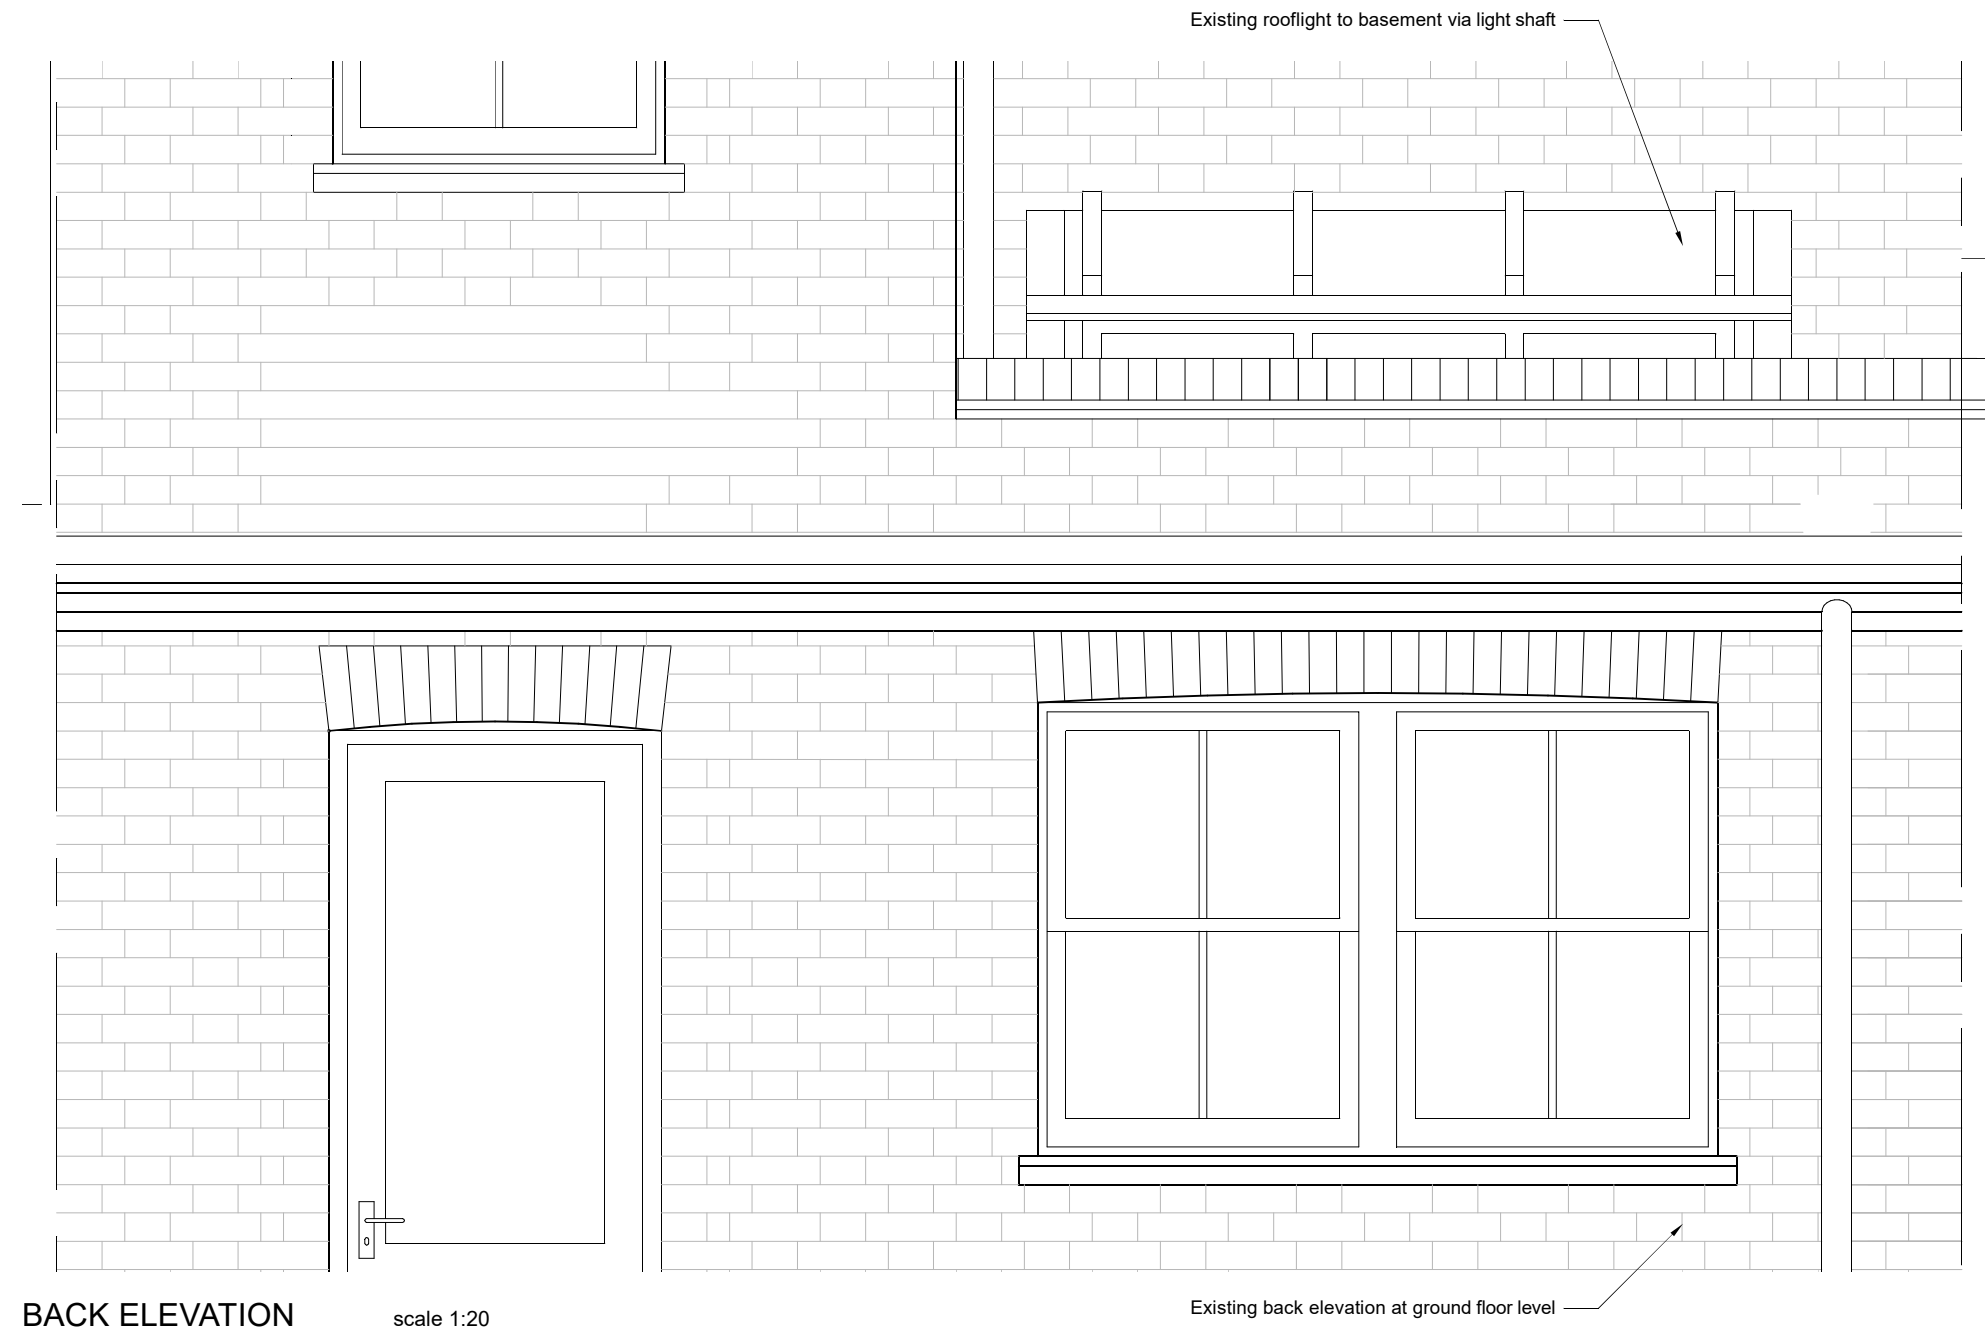 Existing rooflight to basement via light shaft
Existing back elevation at ground floor level
BACK ELEVATION scale 1:20